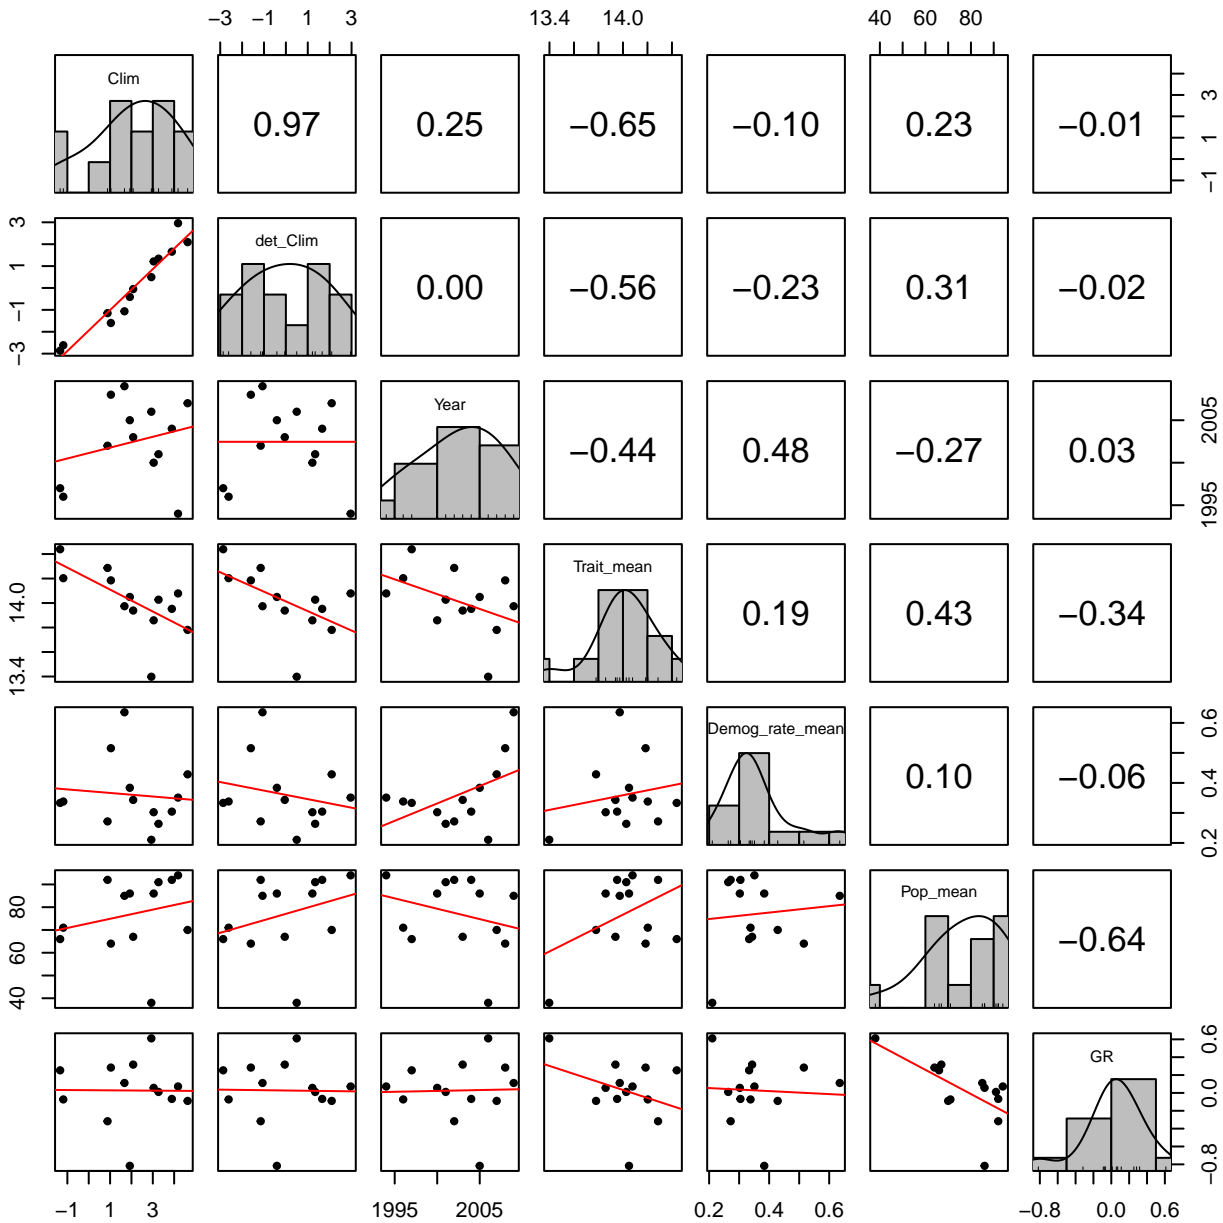 −3 −1 1 3 13.4 14.0 40 60 80
Clim 0.97 0.25 −0.65 −0.10 0.23 −0.01 −1 1 3
−3 −1 1 3 det_Clim 0.00 −0.56 −0.23 0.31 −0.02
Year −0.44 0.48 −0.27 0.03 1995 2005
13.4 14.0 Trait_mean 0.19 0.43 −0.34
Demog_rate_mean 0.10 −0.06 0.2 0.4 0.6
40 60 80 Pop_mean −0.64
GR −0.8 0.0 0.6
−1 1 3 1995 2005 0.2 0.4 0.6 −0.8 0.0 0.6